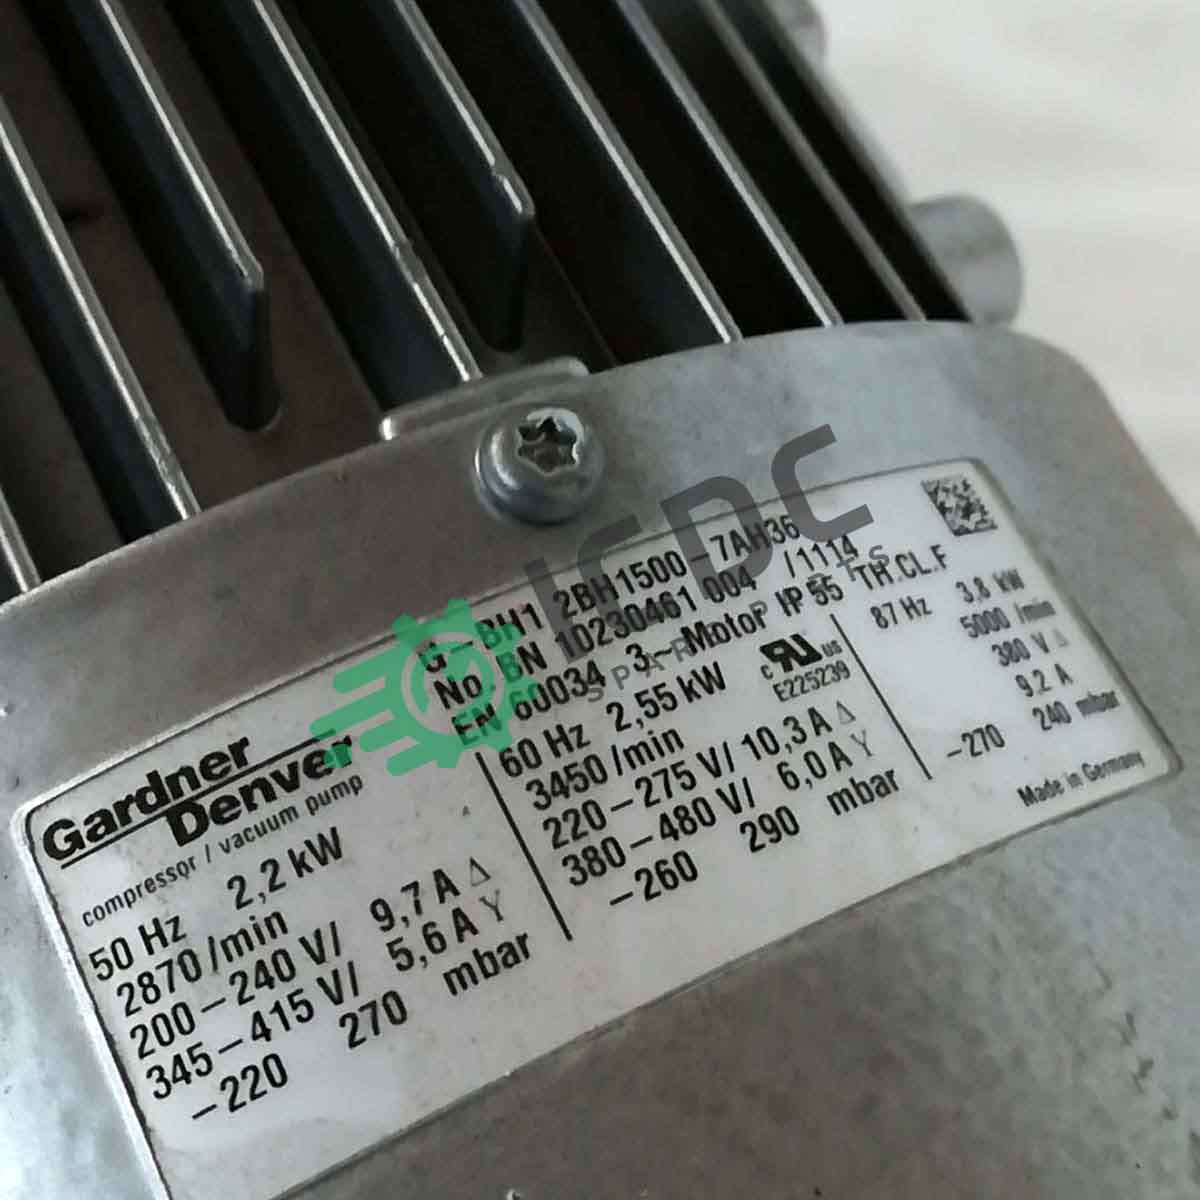 Gardner
Denver
compressor / vacuum pump
G-BH1 2BH1500-7AH36
No. BN 10230461 004 /1114
EN 60034 3~Motor IP 55 TH.CL.F
50 Hz 2,2 kW
2870/min
200-240 V/ 9,7 A Δ
345-415 V/ 5,6 A Y
-220 270 mbar
60 Hz 2,55 kW
3450/min
220-275 V/ 10,3 A Δ
380-480 V/ 6,0 A Y
-260 290 mbar
c RU us
E225239
87 Hz 3.8 kW
5000 /min
380 V Δ
9.2 A
-270 240 mbar
Made in Germany
ICDC
SPARE PARTS